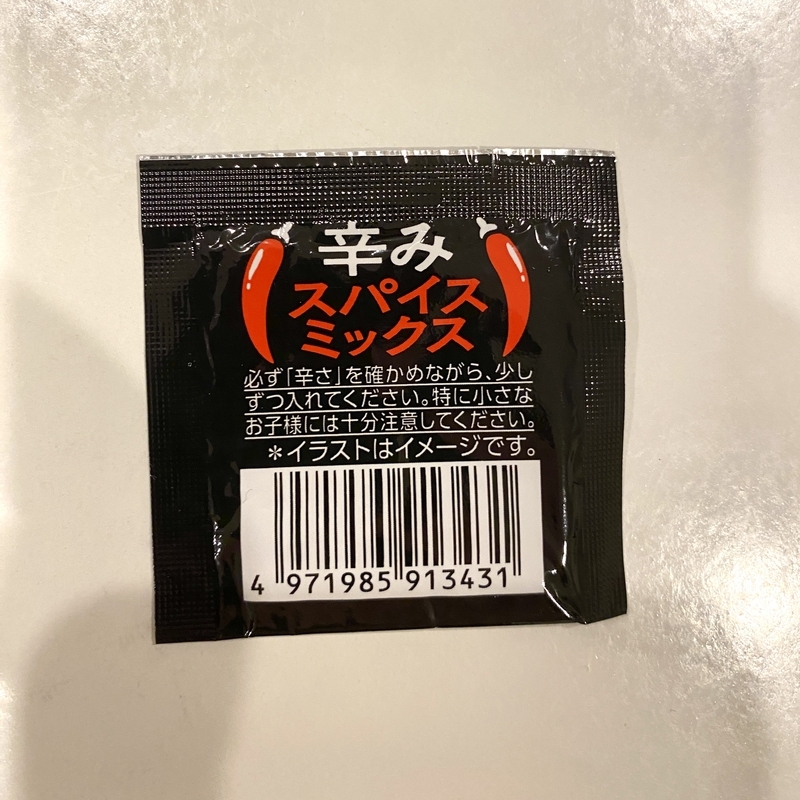 辛み
スパイス
ミックス
必ず「辛さ」を確かめながら、少し
ずつ入れてください。特に小さな
お子様には十分注意してください。
＊イラストはイメージです。
4 971985 913431